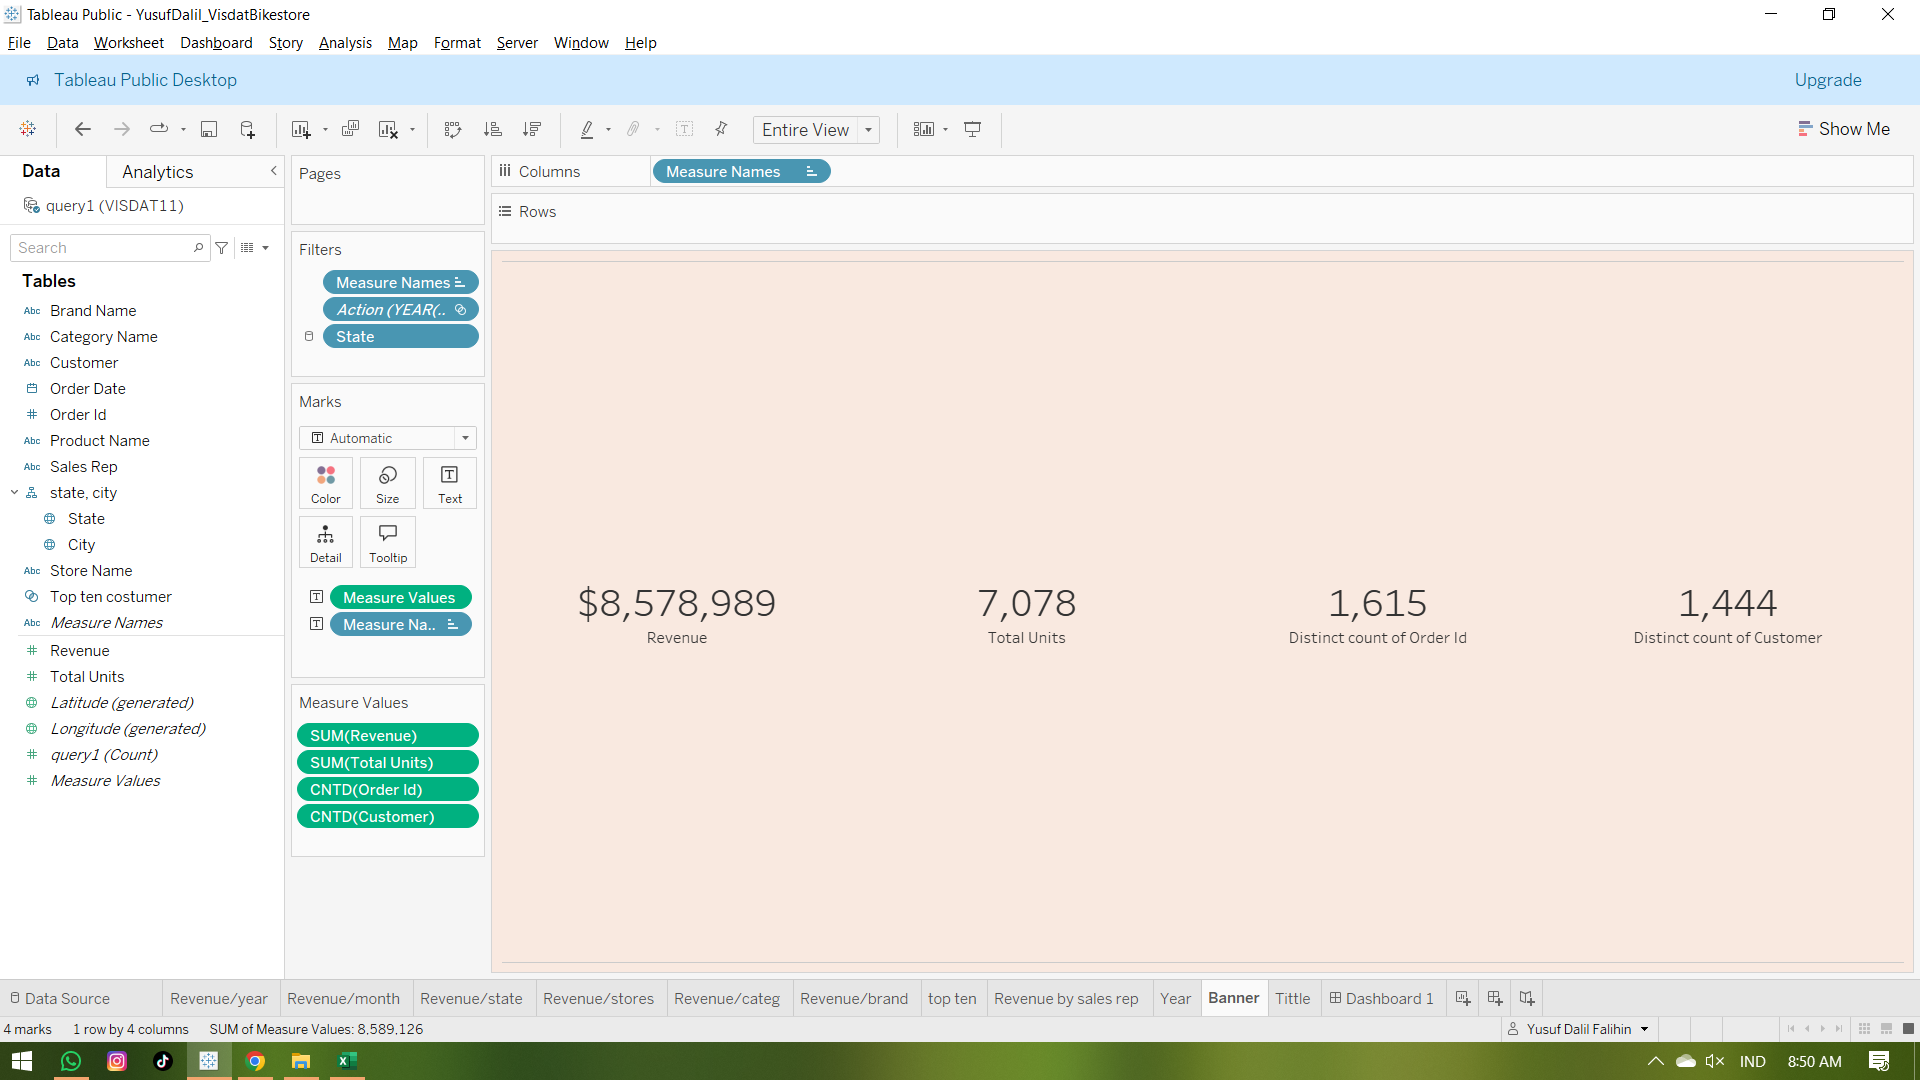 Tableau Public - YusufDalil_VisdatBikestore
File Data Worksheet Dashboard Story Analysis Map Format Server Window Help
Tableau Public Desktop
Upgrade
Entire View
Show Me
Data
Analytics
query1 (VISDAT11)
Search
Tables
Abc Brand Name
Abc Category Name
Abc Customer
Order Date
# Order Id
Abc Product Name
Abc Sales Rep
state, city
State
City
Abc Store Name
Top ten costumer
Abc Measure Names
# Revenue
# Total Units
Latitude (generated)
Longitude (generated)
# query1 (Count)
# Measure Values
Pages
Filters
Measure Names
Action (YEAR(..
State
Marks
Automatic
Color Size Text
Detail Tooltip
Measure Values
Measure Na..
Measure Values
SUM(Revenue)
SUM(Total Units)
CNTD(Order Id)
CNTD(Customer)
Columns
Measure Names
Rows
$8,578,989 7,078 1,615 1,444
Revenue Total Units Distinct count of Order Id Distinct count of Customer
Data Source Revenue/year Revenue/month Revenue/state Revenue/stores Revenue/categ Revenue/brand top ten Revenue by sales rep Year Banner Tittle Dashboard 1
4 marks 1 row by 4 columns SUM of Measure Values: 8,589,126
Yusuf Dalil Falihin
IND 8:50 AM